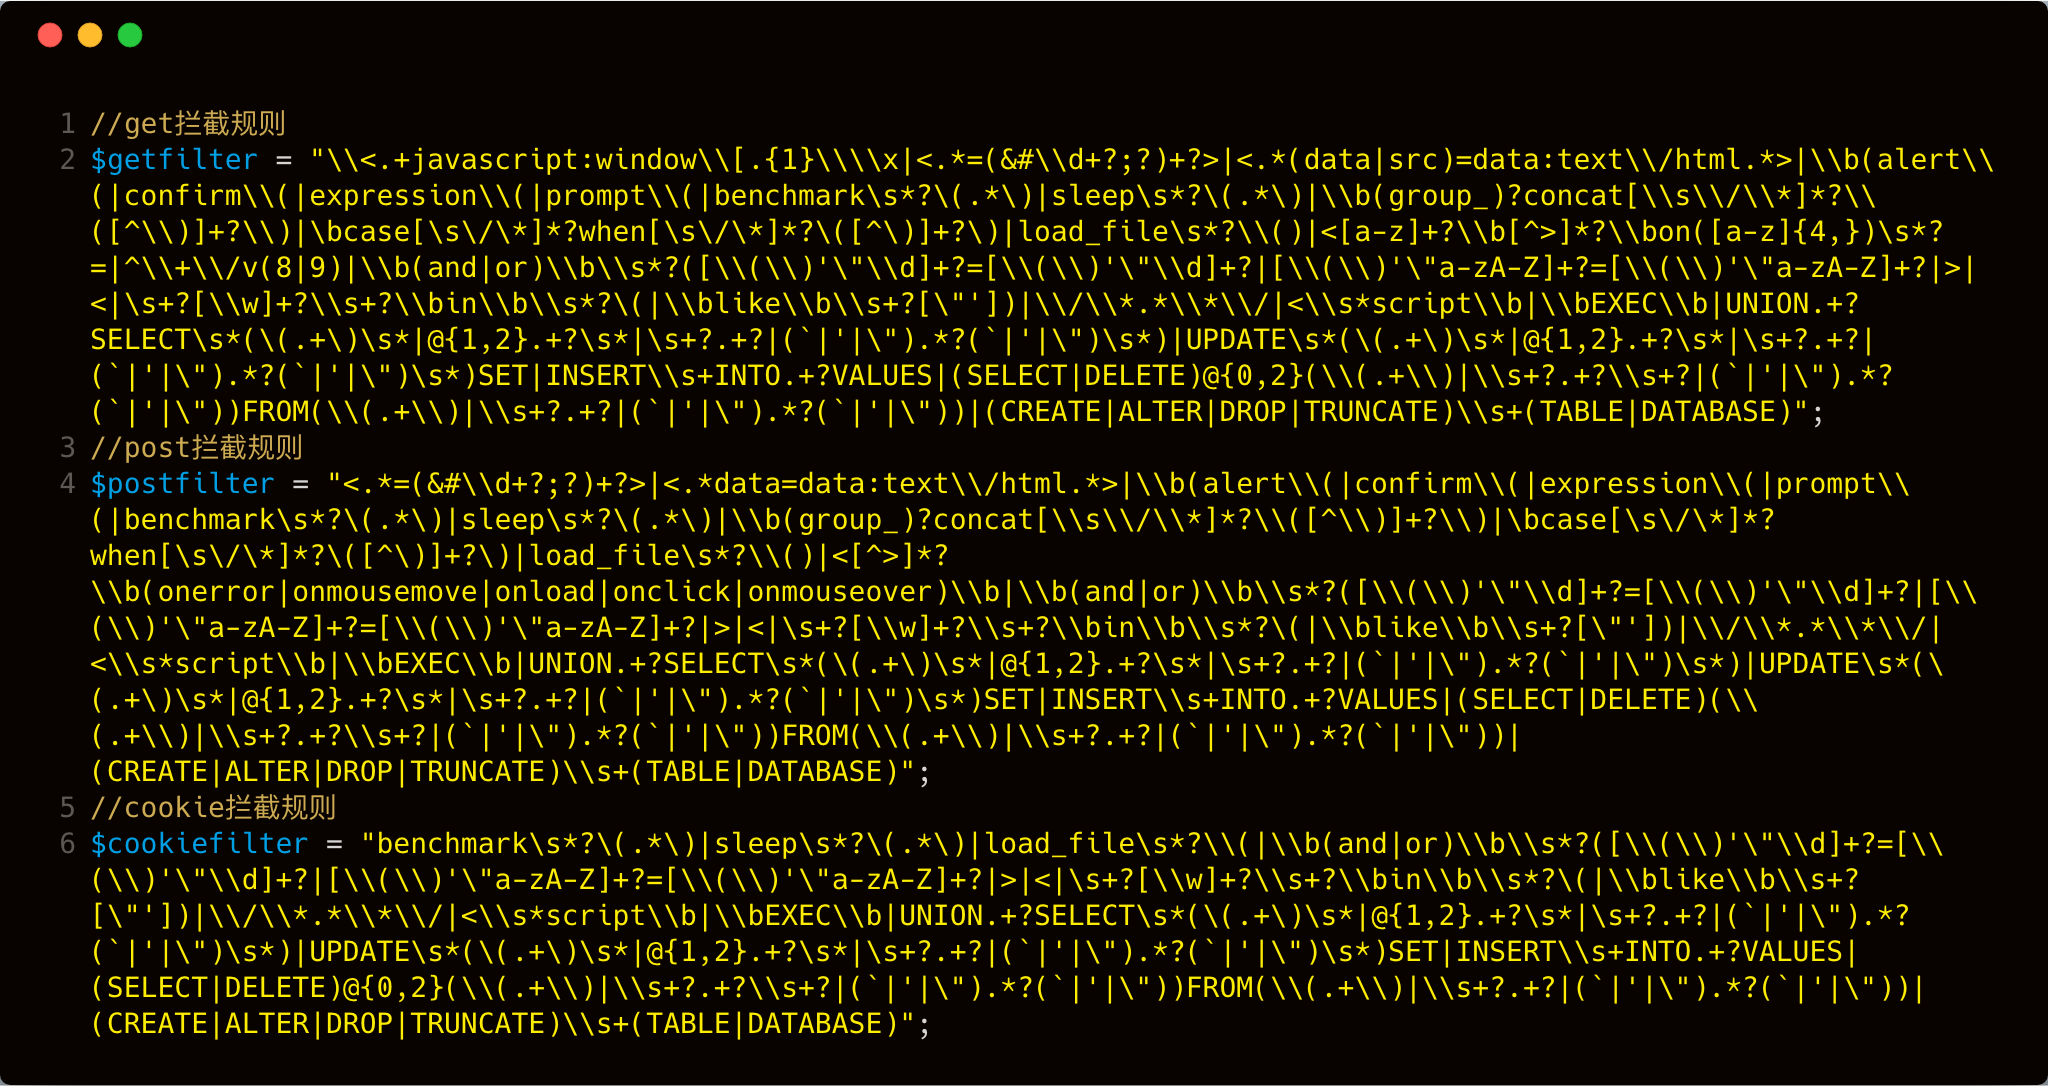 1 //get拦截规则
2 $getfilter = "\\<.+javascript:window\\[.{1}\\\\x|<.*=(&#\\d+?;?)+?>|<.*(data|src)=data:text\\/html.*>|\\b(alert\\
(|confirm\\(|expression\\(|prompt\\(|benchmark\s*?\(.*\)|sleep\s*?\(.*\)|\\b(group_)?concat[\\s\\/\\*]*?\\
([^\\)]+?\\)|\bcase[\s\/\*]*?when[\s\/\*]*?\([^\)]+?\)|load_file\s*?\\()|<[a-z]+?\\b[^>]*?\\bon([a-z]{4,})\s*?
=|^\\+\\/v(8|9)|\\b(and|or)\\b\\s*?([\\(\\)'\"\\d]+?=[\\(\\)'\"\\d]+?|[\\(\\)'\"a-zA-Z]+?=[\\(\\)'\"a-zA-Z]+?|>|
<|\s+?[\\w]+?\\s+?\\bin\\b\\s*?\(|\\blike\\b\\s+?[\"'])|\\/\\*.*\\*\\/|<\\s*script\\b|\\bEXEC\\b|UNION.+?
SELECT\s*(\(.+\)\s*|@{1,2}.+?\s*|\s+?.+?|(`|'|\").*?(`|'|\")\s*)|UPDATE\s*(\(.+\)\s*|@{1,2}.+?\s*|\s+?.+?|
(`|'|\").*?(`|'|\")\s*)SET|INSERT\\s+INTO.+?VALUES|(SELECT|DELETE)@{0,2}(\\(.+\\)|\\s+?.+?\\s+?|(`|'|\").*?
(`|'|\"))FROM(\\(.+\\)|\\s+?.+?|(`|'|\").*?(`|'|\"))|(CREATE|ALTER|DROP|TRUNCATE)\\s+(TABLE|DATABASE)";
3 //post拦截规则
4 $postfilter = "<.*=(&#\\d+?;?)+?>|<.*data=data:text\\/html.*>|\\b(alert\\(|confirm\\(|expression\\(|prompt\\
(|benchmark\s*?\(.*\)|sleep\s*?\(.*\)|\\b(group_)?concat[\\s\\/\\*]*?\\([^\\)]+?\\)|\bcase[\s\/\*]*?
when[\s\/\*]*?\([^\)]+?\)|load_file\s*?\\()|<[^>]*?
\\b(onerror|onmousemove|onload|onclick|onmouseover)\\b|\\b(and|or)\\b\\s*?([\\(\\)'\"\\d]+?=[\\(\\)'\"\\d]+?|[\\
(\\)'\"a-zA-Z]+?=[\\(\\)'\"a-zA-Z]+?|>|<|\s+?[\\w]+?\\s+?\\bin\\b\\s*?\(|\\blike\\b\\s+?[\"'])|\\/\\*.*\\*\\/|
<\\s*script\\b|\\bEXEC\\b|UNION.+?SELECT\s*(\(.+\)\s*|@{1,2}.+?\s*|\s+?.+?|(`|'|\").*?(`|'|\")\s*)|UPDATE\s*(\
(.+\)\s*|@{1,2}.+?\s*|\s+?.+?|(`|'|\").*?(`|'|\")\s*)SET|INSERT\\s+INTO.+?VALUES|(SELECT|DELETE)(\\
(.+\\)|\\s+?.+?\\s+?|(`|'|\").*?(`|'|\"))FROM(\\(.+\\)|\\s+?.+?|(`|'|\").*?(`|'|\"))|
(CREATE|ALTER|DROP|TRUNCATE)\\s+(TABLE|DATABASE)";
5 //cookie拦截规则
6 $cookiefilter = "benchmark\s*?\(.*\)|sleep\s*?\(.*\)|load_file\s*?\\(|\\b(and|or)\\b\\s*?([\\(\\)'\"\\d]+?=[\\
(\\)'\"\\d]+?|[\\(\\)'\"a-zA-Z]+?=[\\(\\)'\"a-zA-Z]+?|>|<|\s+?[\\w]+?\\s+?\\bin\\b\\s*?\(|\\blike\\b\\s+?
[\"'])|\\/\\*.*\\*\\/|<\\s*script\\b|\\bEXEC\\b|UNION.+?SELECT\s*(\(.+\)\s*|@{1,2}.+?\s*|\s+?.+?|(`|'|\").*?
(`|'|\")\s*)|UPDATE\s*(\(.+\)\s*|@{1,2}.+?\s*|\s+?.+?|(`|'|\").*?(`|'|\")\s*)SET|INSERT\\s+INTO.+?VALUES|
(SELECT|DELETE)@{0,2}(\\(.+\\)|\\s+?.+?\\s+?|(`|'|\").*?(`|'|\"))FROM(\\(.+\\)|\\s+?.+?|(`|'|\").*?(`|'|\"))|
(CREATE|ALTER|DROP|TRUNCATE)\\s+(TABLE|DATABASE)";